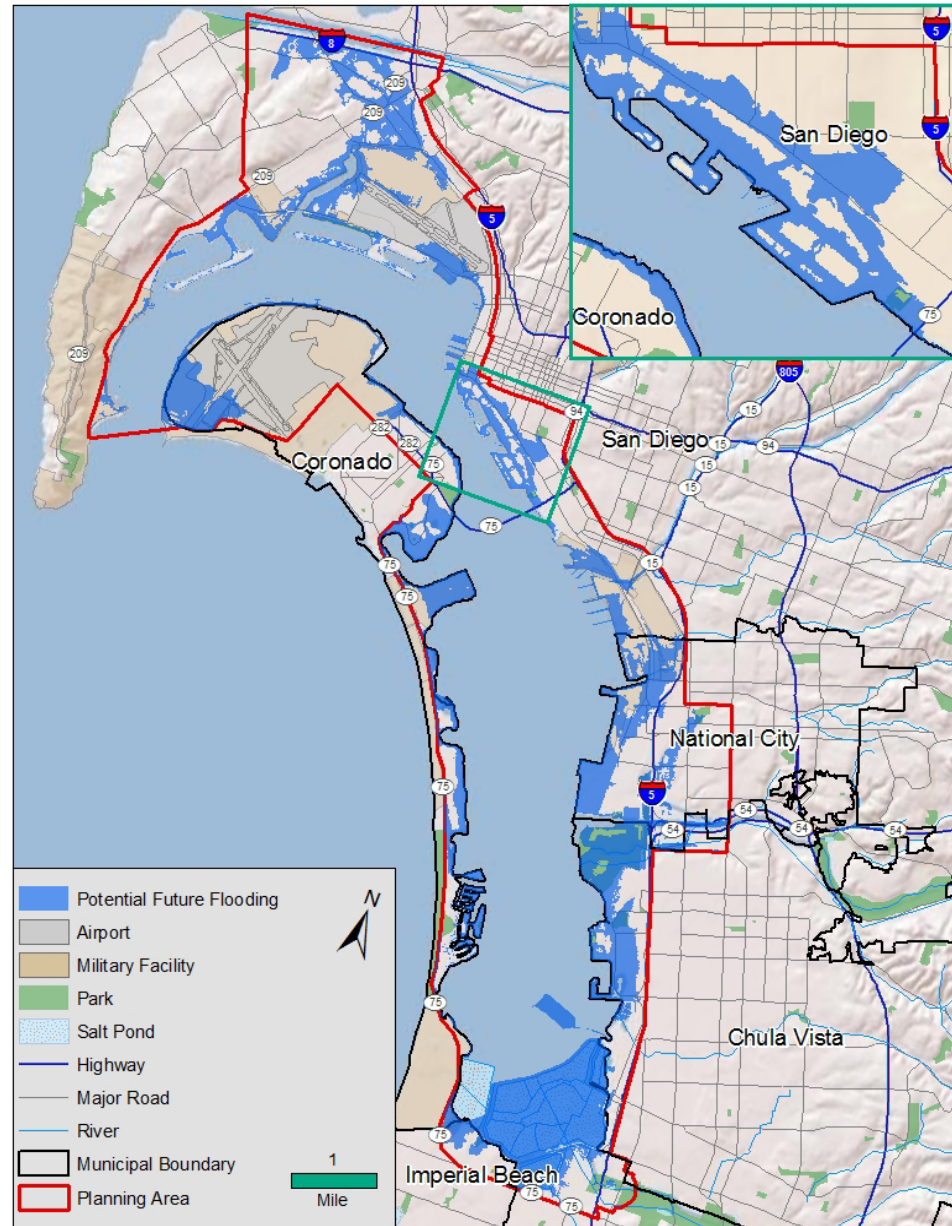 8
5
209
5
209
San Diego
5
209
209
5
Coronado
75
209
805
94
15
282
San Diego
15
94
282
Coronado
75
15
15
75
75
15
75
National City
75
5
54
54
54
54
Potential Future Flooding
N
Airport
Military Facility
Park
Salt Pond
75
Highway
Chula Vista
Major Road
River
75
Municipal Boundary
1
Imperial Beach
Planning Area
Mile
75
75